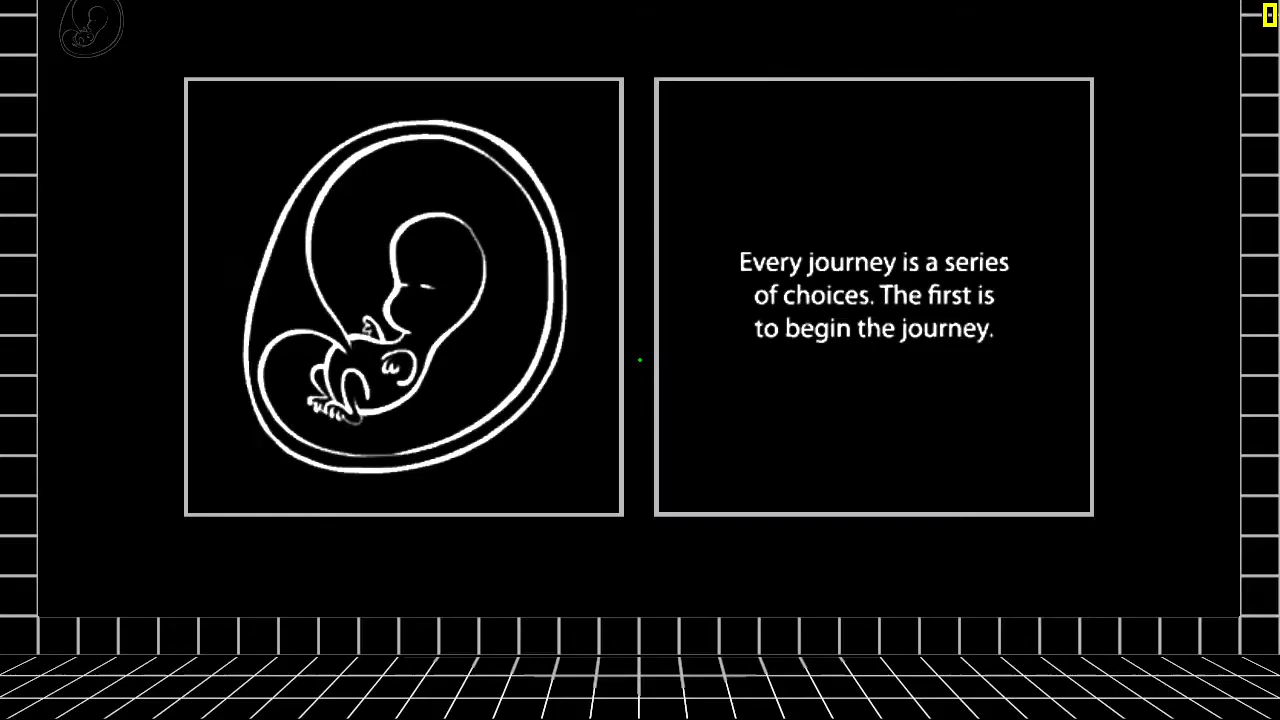 Every journey is a series
of choices. The first is
to begin the journey.